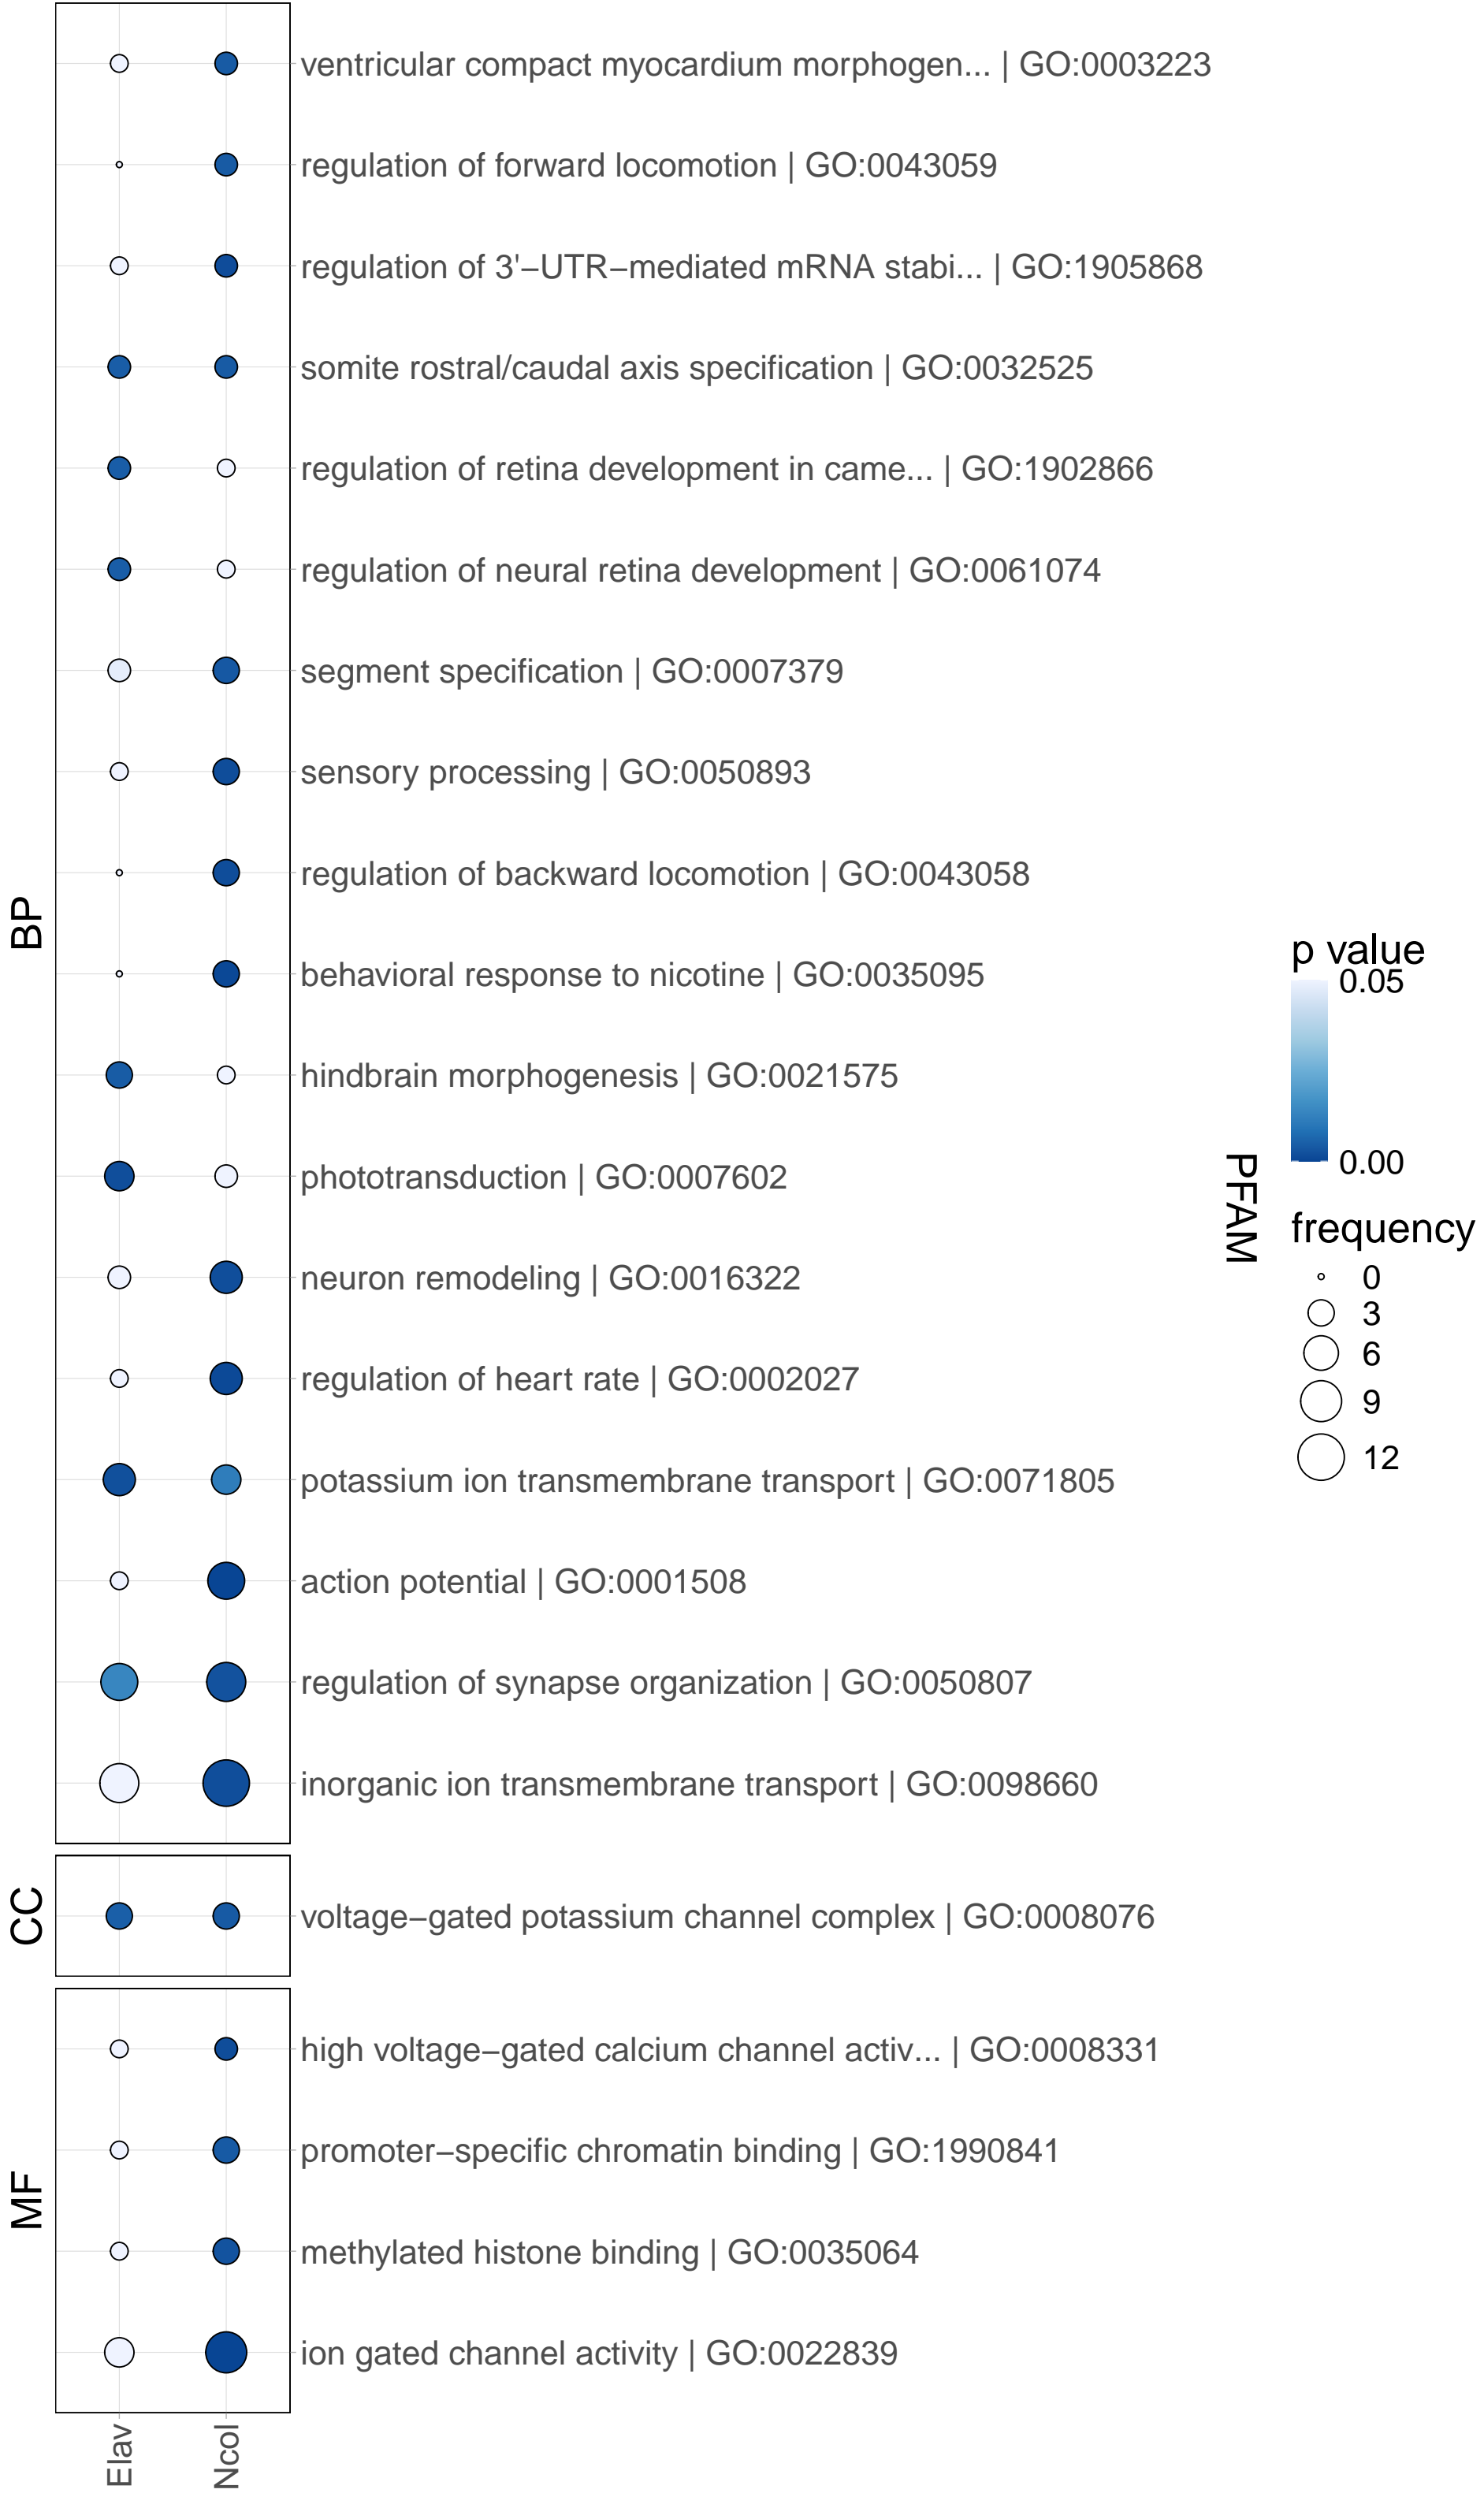 ventricular compact myocardium morphogen... | GO:0003223
regulation of forward locomotion | GO:0043059
regulation of 3'−UTR−mediated mRNA stabi... | GO:1905868
somite rostral/caudal axis specification | GO:0032525
regulation of retina development in came... | GO:1902866
regulation of neural retina development | GO:0061074
segment specification | GO:0007379
sensory processing | GO:0050893
regulation of backward locomotion | GO:0043058
behavioral response to nicotine | GO:0035095
hindbrain morphogenesis | GO:0021575
phototransduction | GO:0007602
neuron remodeling | GO:0016322
regulation of heart rate | GO:0002027
potassium ion transmembrane transport | GO:0071805
action potential | GO:0001508
regulation of synapse organization | GO:0050807
inorganic ion transmembrane transport | GO:0098660
BP
voltage−gated potassium channel complex | GO:0008076
CC
high voltage−gated calcium channel activ... | GO:0008331
promoter−specific chromatin binding | GO:1990841
methylated histone binding | GO:0035064
ion gated channel activity | GO:0022839
MF
Elav
Ncol
PFAM
p value
0.05
0.00
frequency
0
3
6
9
12